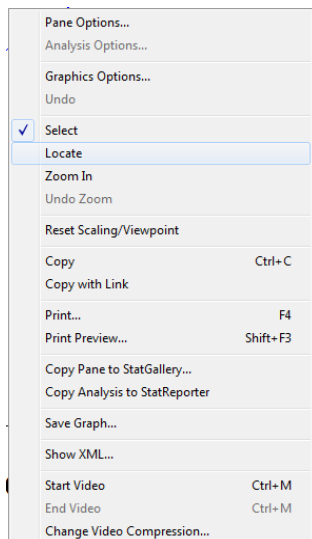 Pane Options...
Analysis Options...
Graphics Options...
Undo
Select
Locate
Zoom In
Undo Zoom
Reset Scaling/Viewpoint
Copy Ctrl+C
Copy with Link
Print... F4
Print Preview... Shift+F3
Copy Pane to StatGallery...
Copy Analysis to StatReporter
Save Graph...
Show XML...
Start Video Ctrl+M
End Video Ctrl+M
Change Video Compression...